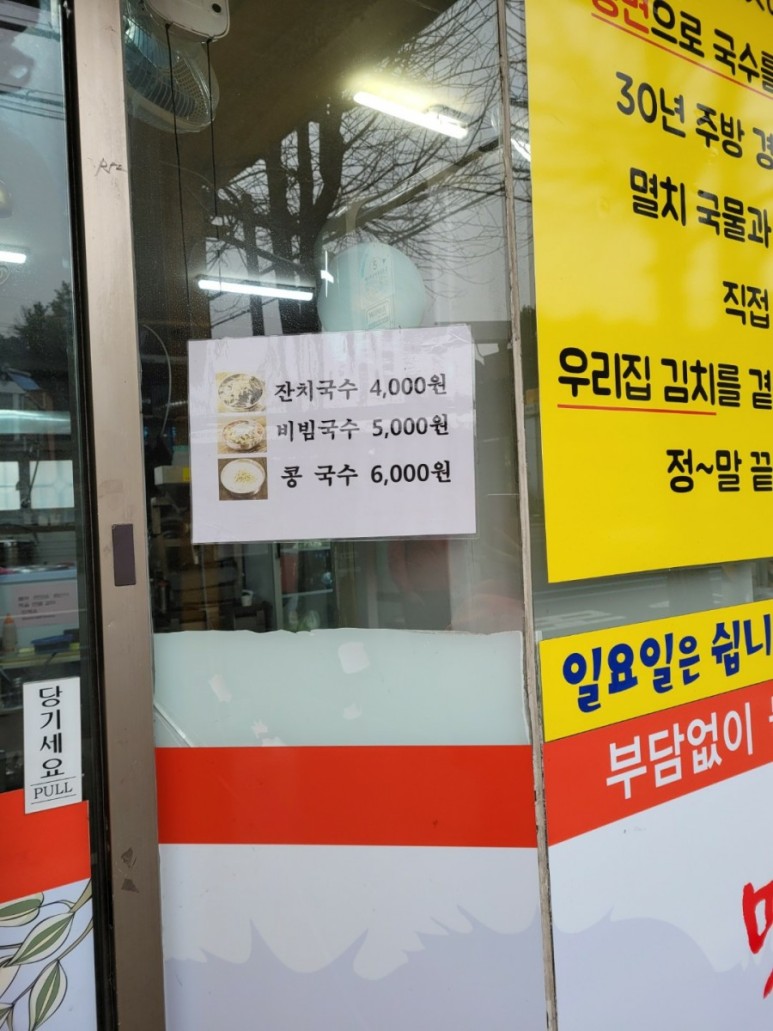 잔치국수 4,000원
비빔국수 5,000원
콩 국수 6,000원
당기세요
PULL
으로 국수를
30년 주방
멸치 국물과
직접
우리집 김치를
정~말
일요일은 쉽니
부담없이